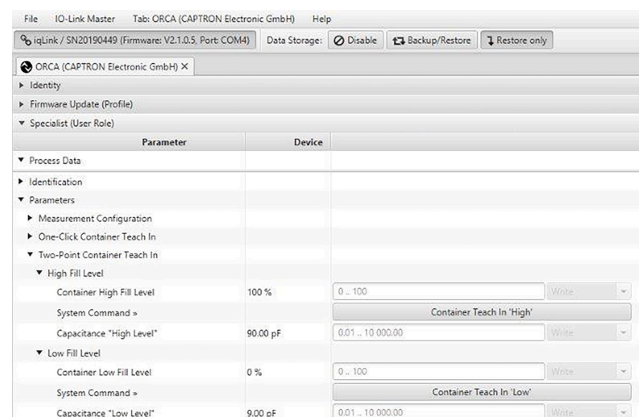 File IO-Link Master Tab: ORCA (CAPTRON Electronic GmbH) Help
iqLink / SN20190449 (Firmware: V2.1.0.5, Port: COM4) Data Storage: Disable Backup/Restore Restore only
ORCA (CAPTRON Electronic GmbH) ✕
Identity
Firmware Update (Profile)
Specialist (User Role)
Parameter Device
Process Data
Identification
Parameters
Measurement Configuration
One-Click Container Teach In
Two-Point Container Teach In
High Fill Level
Container High Fill Level 100 % 0 .. 100 Write
System Command » Container Teach In 'High'
Capacitance "High Level" 90.00 pF 0.01 .. 10 000.00 Write
Low Fill Level
Container Low Fill Level 0 % 0 .. 100 Write
System Command » Container Teach In 'Low'
Capacitance "Low Level" 9.00 pF 0.01 .. 10 000.00 Write